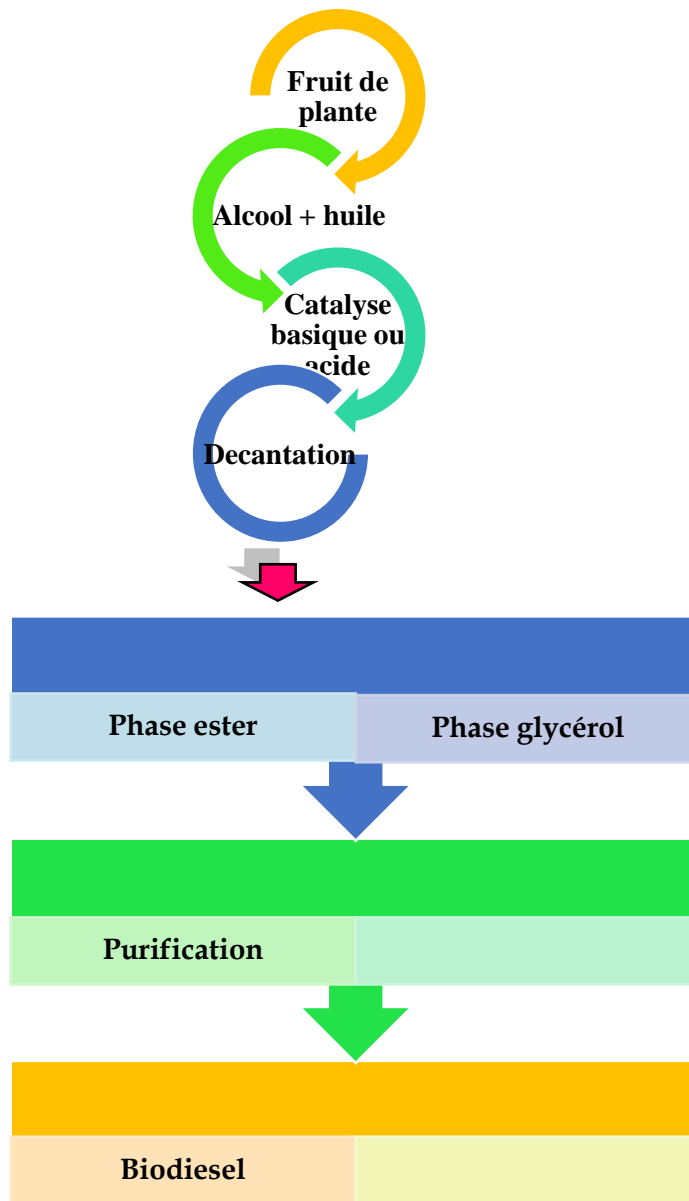 Fruit de
plante
Alcool + huile
Catalyse
basique ou
acide
Decantation
Phase ester
Phase glycérol
Purification
Biodiesel